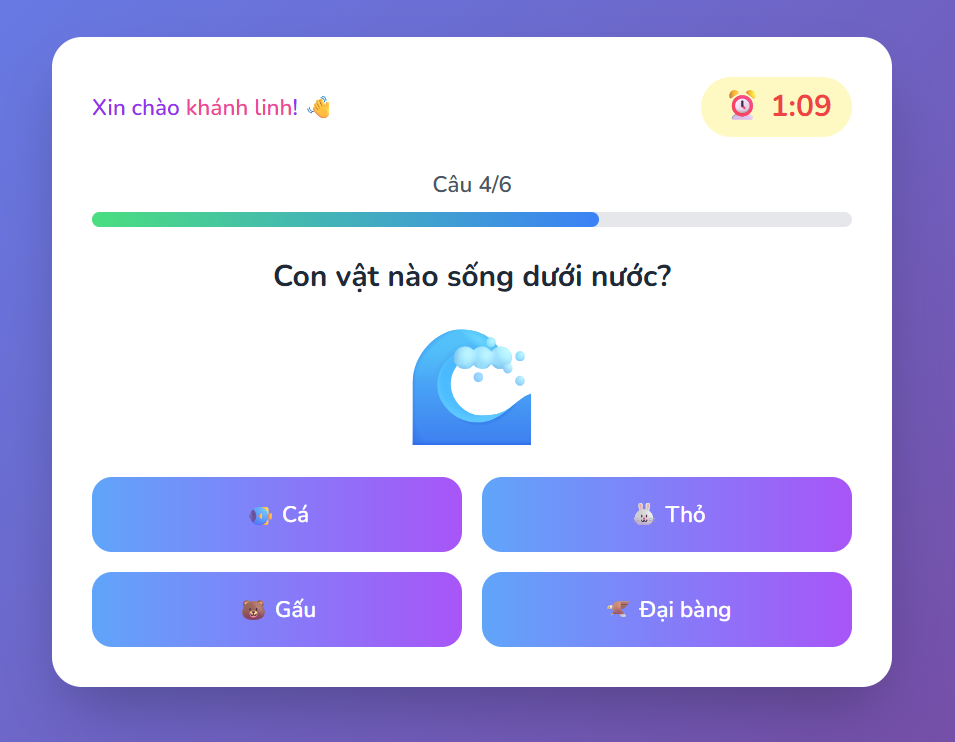 Xin chào khánh linh! 👋
⏰ 1:09
Câu 4/6
Con vật nào sống dưới nước?
🐠 Cá
🐰 Thỏ
🐻 Gấu
🦅 Đại bàng